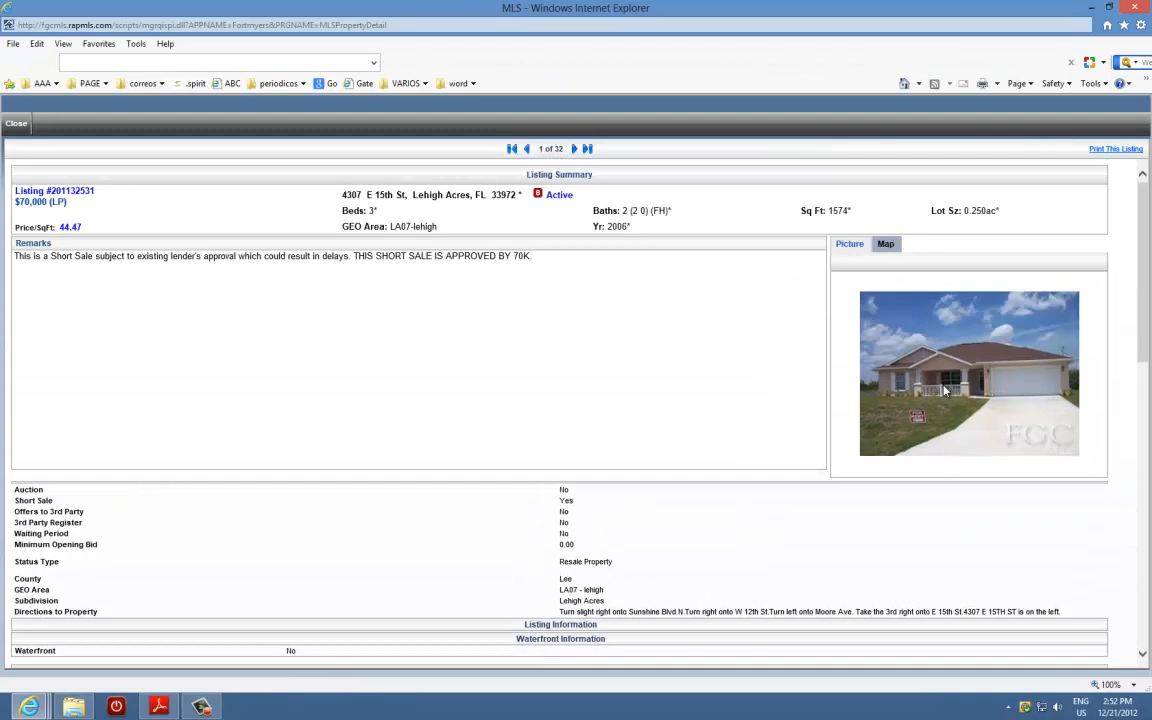 MLS - Windows Internet Explorer
http://fgcmls.rapmls.com/scripts/mgrqispi.dll?APPNAME=Fortmyers&PRGNAME=MLSPropertyDetail
File Edit View Favorites Tools Help
AAA PAGE correos .spirit ABC periodicos Go Gate VARIOS word
Page Safety Tools
Close
1 of 32
Print This Listing
Listing Summary
Listing #201132531
$70,000 (LP)
4307 E 15th St, Lehigh Acres, FL 33972 * B Active
Beds: 3* Baths: 2 (2 0) (FH)* Sq Ft: 1574* Lot Sz: 0.250ac*
Price/SqFt: 44.47 GEO Area: LA07-lehigh Yr: 2006*
Remarks
This is a Short Sale subject to existing lender's approval which could result in delays. THIS SHORT SALE IS APPROVED BY 70K.
Picture Map
FGC
Auction No
Short Sale Yes
Offers to 3rd Party No
3rd Party Register No
Waiting Period No
Minimum Opening Bid 0.00
Status Type Resale Property
County Lee
GEO Area LA07 - lehigh
Subdivision Lehigh Acres
Directions to Property Turn slight right onto Sunshine Blvd N.Turn right onto W 12th St.Turn left onto Moore Ave. Take the 3rd right onto E 15th St.4307 E 15TH ST is on the left.
Listing Information
Waterfront Information
Waterfront No
100%
ENG 2:52 PM
US 12/21/2012